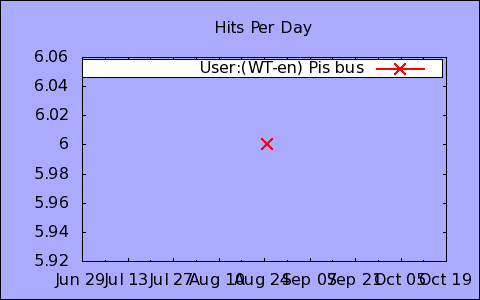 Hits Per Day
User:(WT-en) Pis bus
6.06
6.04
6.02
6
5.98
5.96
5.94
5.92
Jun 29 Jul 13 Jul 27 Aug 10 Aug 24 Sep 07 Sep 21 Oct 05 Oct 19